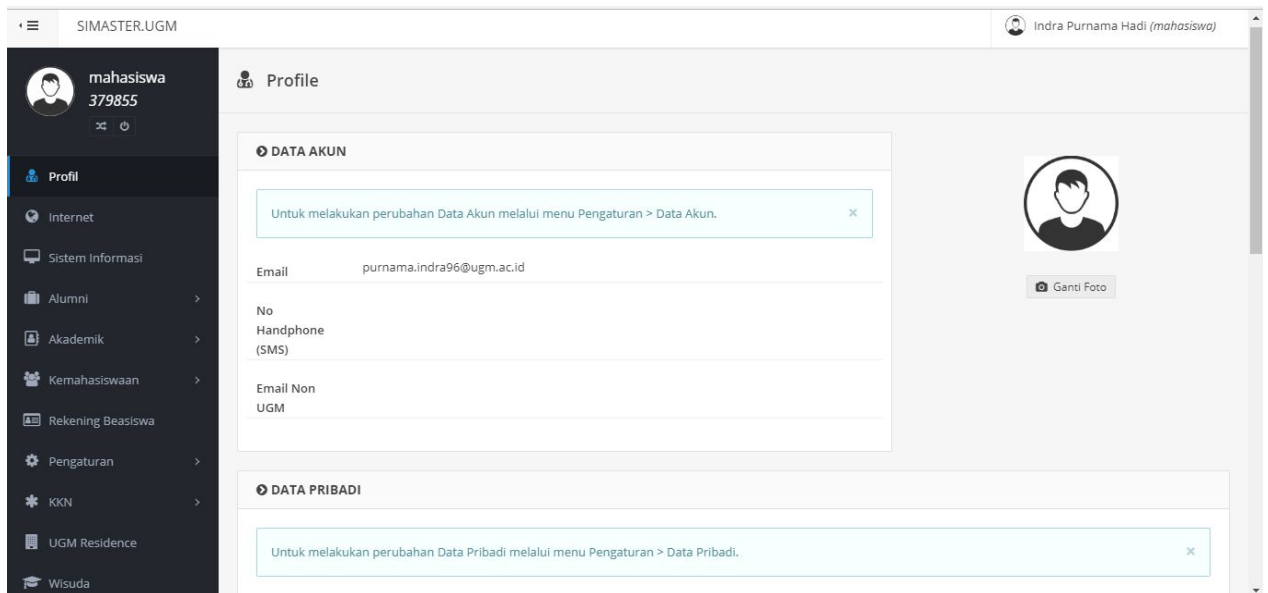 SIMASTER.UGM
Indra Purnama Hadi (mahasiswa)
mahasiswa
379855
Profil
Internet
Sistem Informasi
Alumni
Akademik
Kemahasiswaan
Rekening Beasiswa
Pengaturan
KKN
UGM Residence
Wisuda
Profile
DATA AKUN
Untuk melakukan perubahan Data Akun melalui menu Pengaturan > Data Akun.
Email purnama.indra96@ugm.ac.id
No
Handphone
(SMS)
Email Non
UGM
Ganti Foto
DATA PRIBADI
Untuk melakukan perubahan Data Pribadi melalui menu Pengaturan > Data Pribadi.